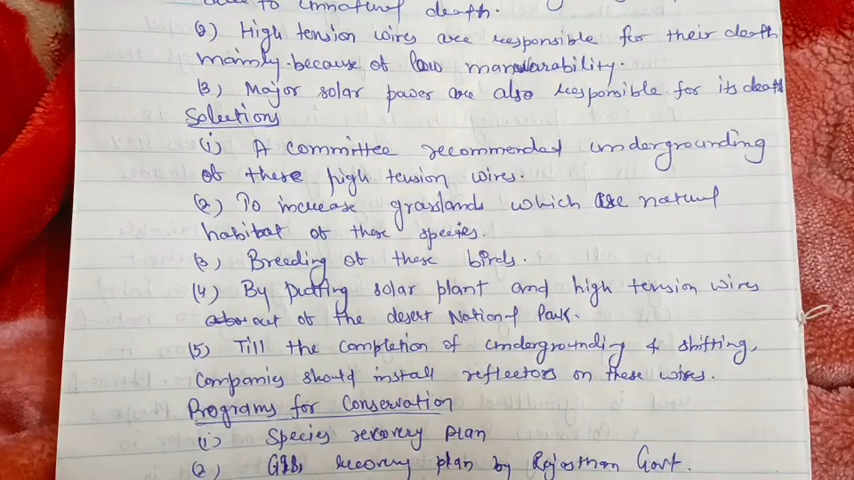 to immature death.
(2) High tension wires are responsible for their death
mainly because of low
(3) Major solar power are also responsible for its death
Solutions
(1) A committee recommended undergrounding
of these high tension wires.
(2) To increase grasslands which are natural
habitat of these species.
(3) Breeding of these birds.
(4) By putting solar plant and high tension wires
out of the desert National Park.
(5) Till the completion of undergrounding & shifting,
Companies should install reflectors on these wires.
Programs for Conservation
(1) Species recovery plan
(2) GIB recovery plan by Rajasthan Govt.